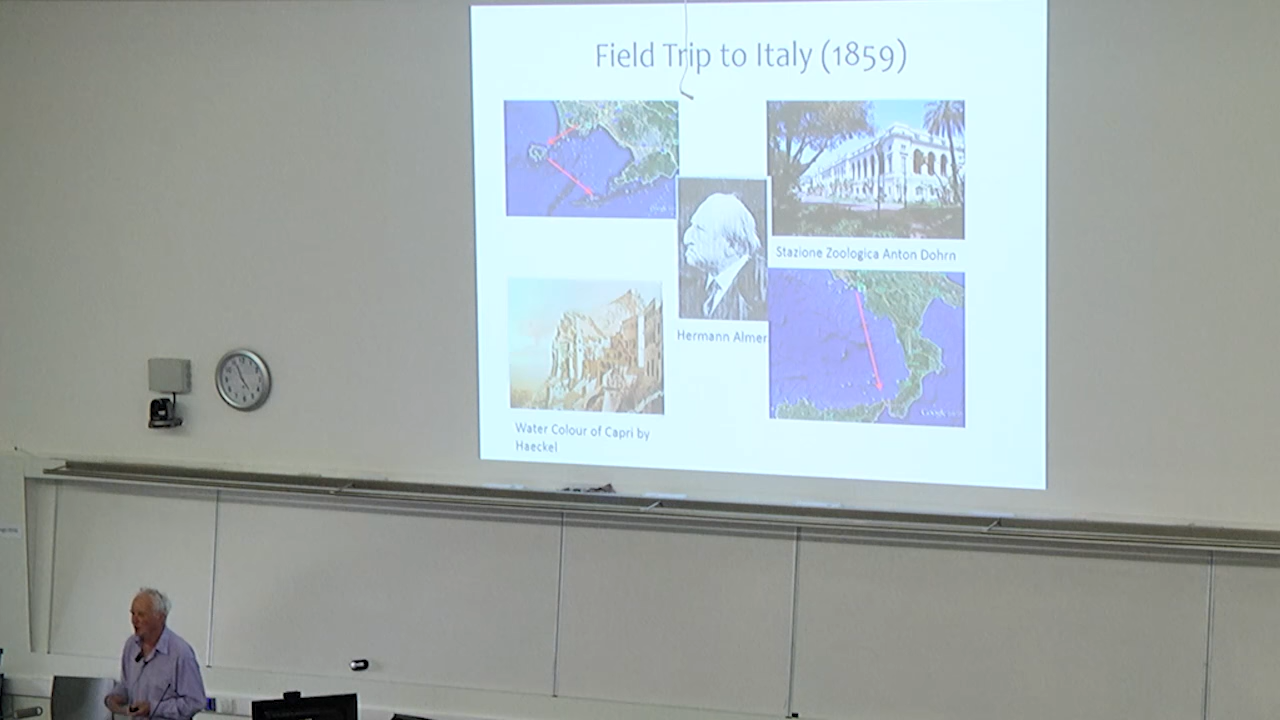 Field Trip to Italy (1859)
Stazione Zoologica Anton Dohrn
Hermann Almer
Water Colour of Capri by
Haeckel